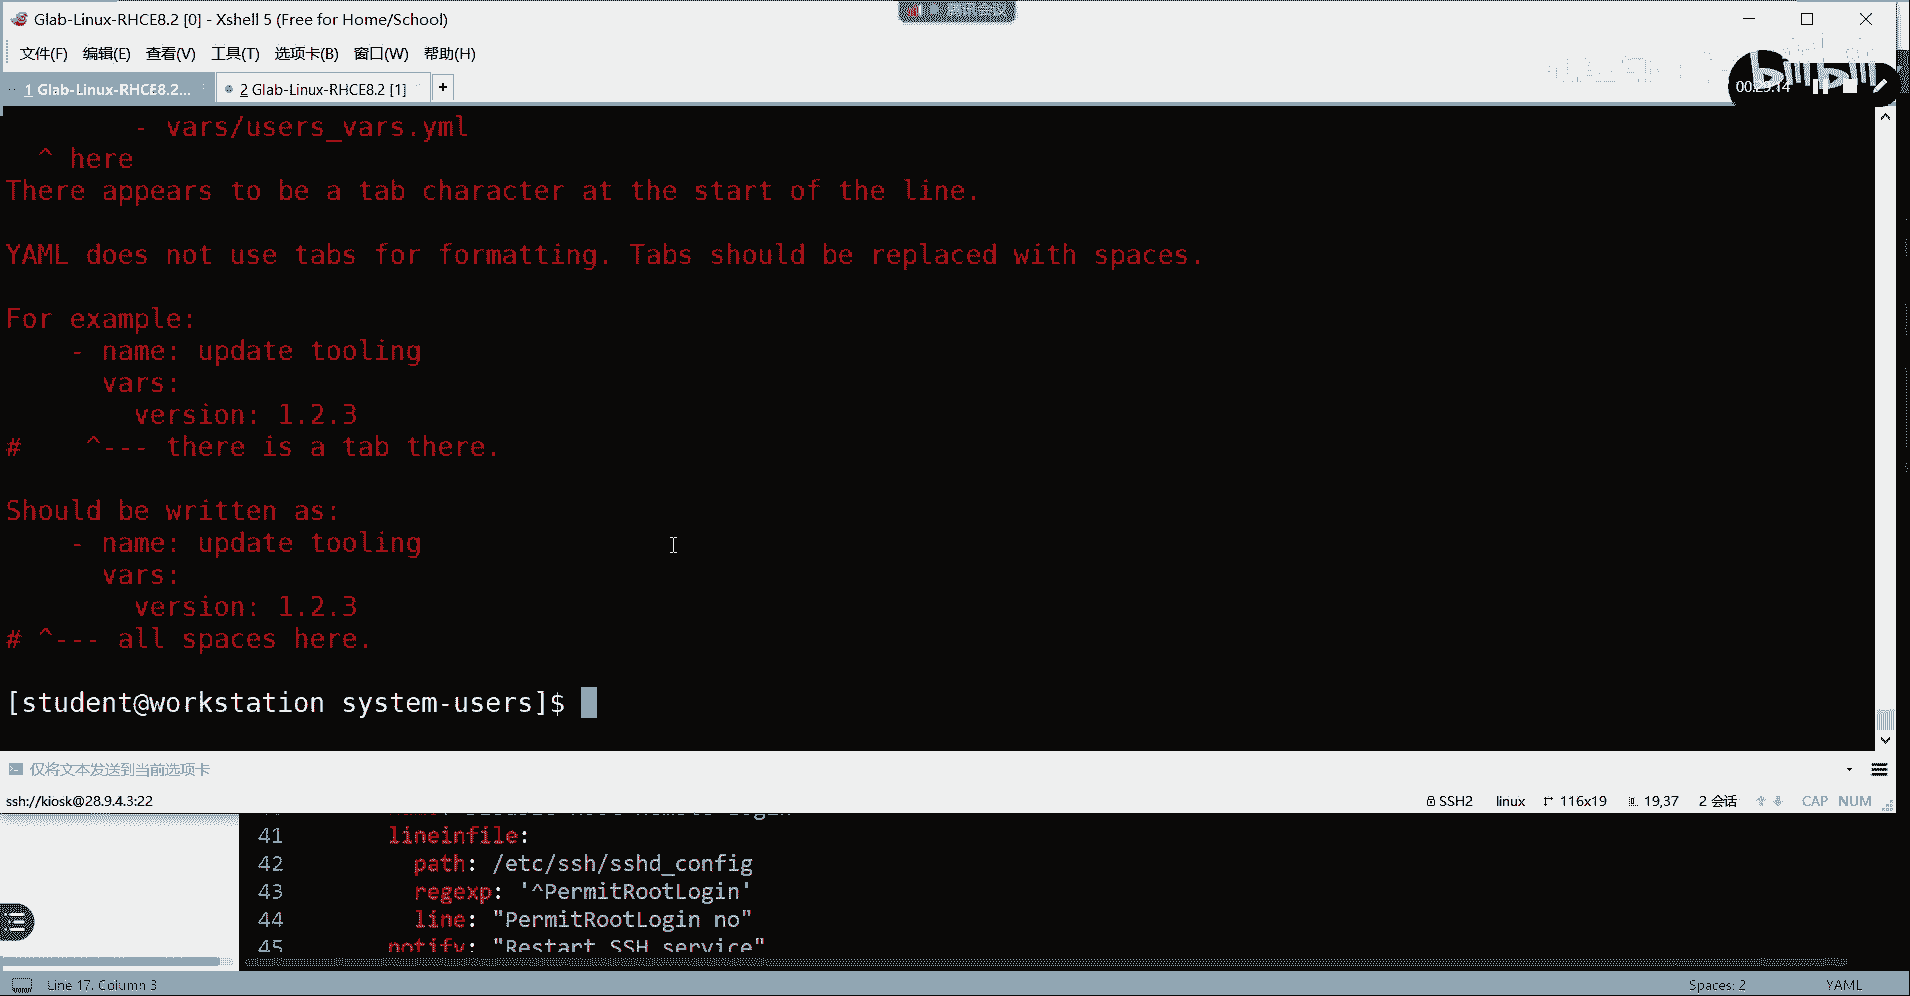 Glab-Linux-RHCE8.2 [0] - Xshell 5 (Free for Home/School)
文件(F) 编辑(E) 查看(V) 工具(T) 选项卡(B) 窗口(W) 帮助(H)
1 Glab-Linux-RHCE8.2... 2 Glab-Linux-RHCE8.2 [1] +
bilibili
00:29:14
- vars/users_vars.yml
^ here
There appears to be a tab character at the start of the line.
YAML does not use tabs for formatting. Tabs should be replaced with spaces.
For example:
- name: update tooling
vars:
version: 1.2.3
# ^--- there is a tab there.
Should be written as:
- name: update tooling
vars:
version: 1.2.3
# ^--- all spaces here.
[student@workstation system-users]$
仅将文本发送到当前选项卡
ssh://kiosk@28.9.4.3:22 SSH2 linux 116x19 19,37 2 会话 CAP NUM
41 lineinfile:
42 path: /etc/ssh/sshd_config
43 regexp: '^PermitRootLogin'
44 line: "PermitRootLogin no"
45 notify: "Restart SSH service"
Line 17, Column 3 Spaces: 2 YAML